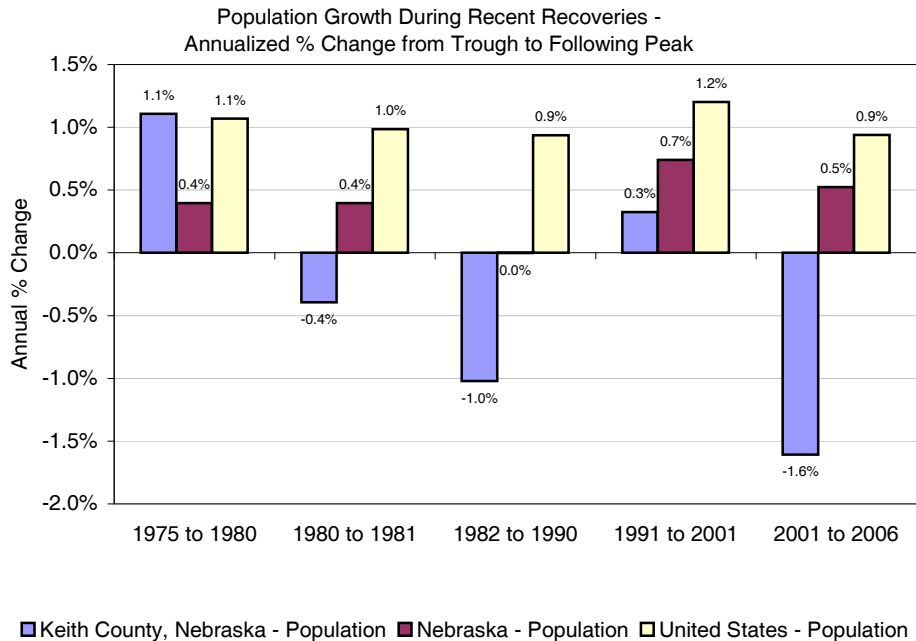 Population Growth During Recent Recoveries -
Annualized % Change from Trough to Following Peak
Annual % Change
1.5%
1.0%
0.5%
0.0%
-0.5%
-1.0%
-1.5%
-2.0%
1.1%
0.4%
1.1%
-0.4%
0.4%
1.0%
-1.0%
0.0%
0.9%
0.3%
0.7%
1.2%
-1.6%
0.5%
0.9%
1975 to 1980
1980 to 1981
1982 to 1990
1991 to 2001
2001 to 2006
Keith County, Nebraska - Population
Nebraska - Population
United States - Population